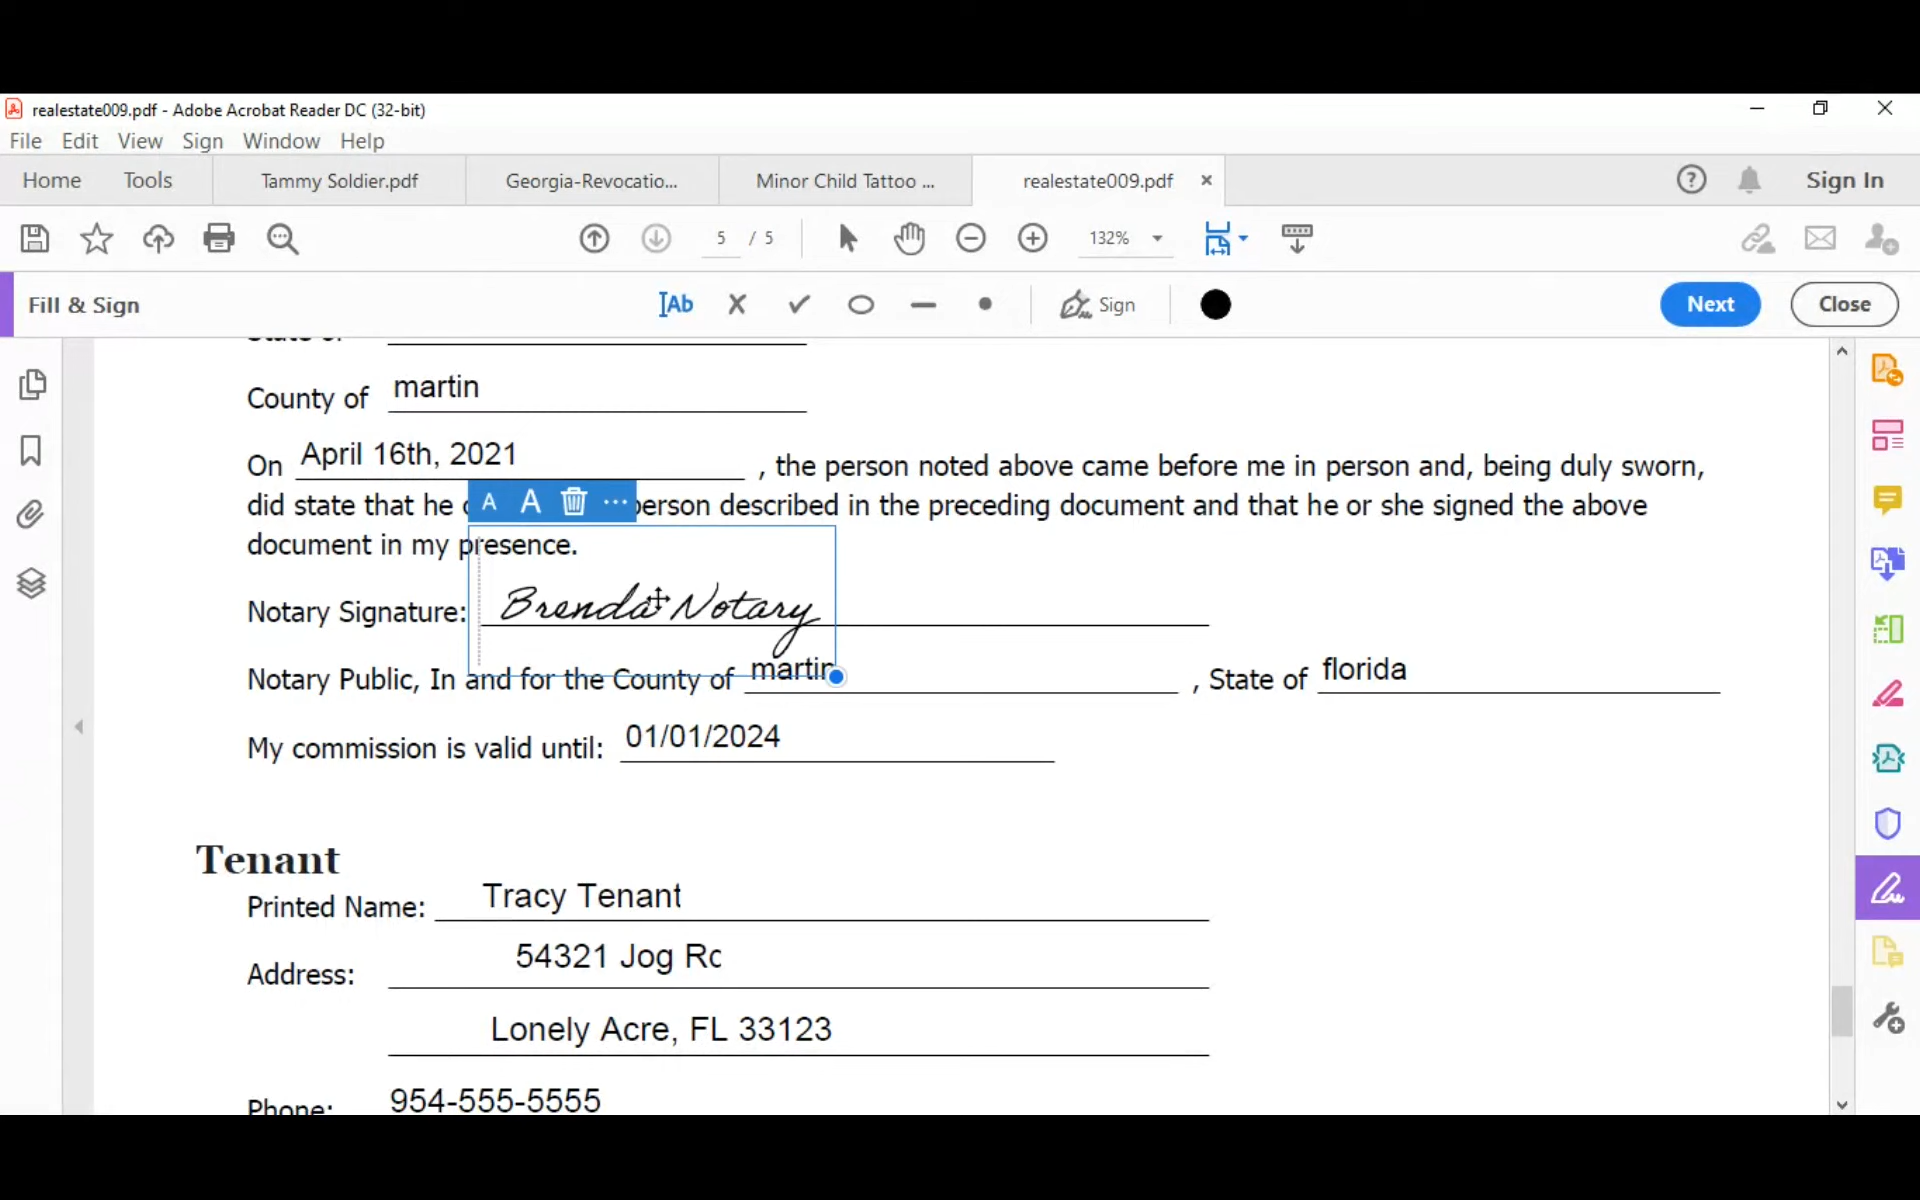 realestate009.pdf - Adobe Acrobat Reader DC (32-bit)
File Edit View Sign Window Help
Home Tools Tammy Soldier.pdf Georgia-Revocatio... Minor Child Tattoo ... realestate009.pdf × Sign In
5 / 5 132%
Fill & Sign Ab Sign Next Close
County of martin
On April 16th, 2021 , the person noted above came before me in person and, being duly sworn,
did state that he person described in the preceding document and that he or she signed the above
document in my presence.
A A ...
Notary Signature: Brenda Notary
Notary Public, In and for the County of martin , State of florida
My commission is valid until: 01/01/2024
Tenant
Printed Name: Tracy Tenant
Address: 54321 Jog
Lonely Acre, FL 33123
Phone: 954-555-5555